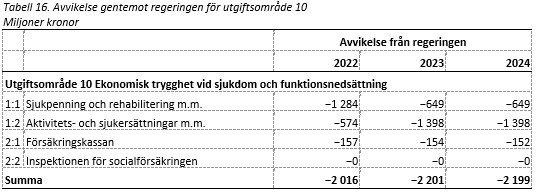 Tabell 16. Avvikelse gentemot regeringen för utgiftsområde 10
Miljoner kronor
Avvikelse från regeringen
2022 2023 2024
Utgiftsområde 10 Ekonomisk trygghet vid sjukdom och funktionsnedsättning
1:1 Sjukpenning och rehabilitering m.m. −1 284 −649 −649
1:2 Aktivitets- och sjukersättningar m.m. −574 −1 398 −1 398
2:1 Försäkringskassan −157 −154 −152
2:2 Inspektionen för socialförsäkringen −0 −0 −0
Summa −2 016 −2 201 −2 199